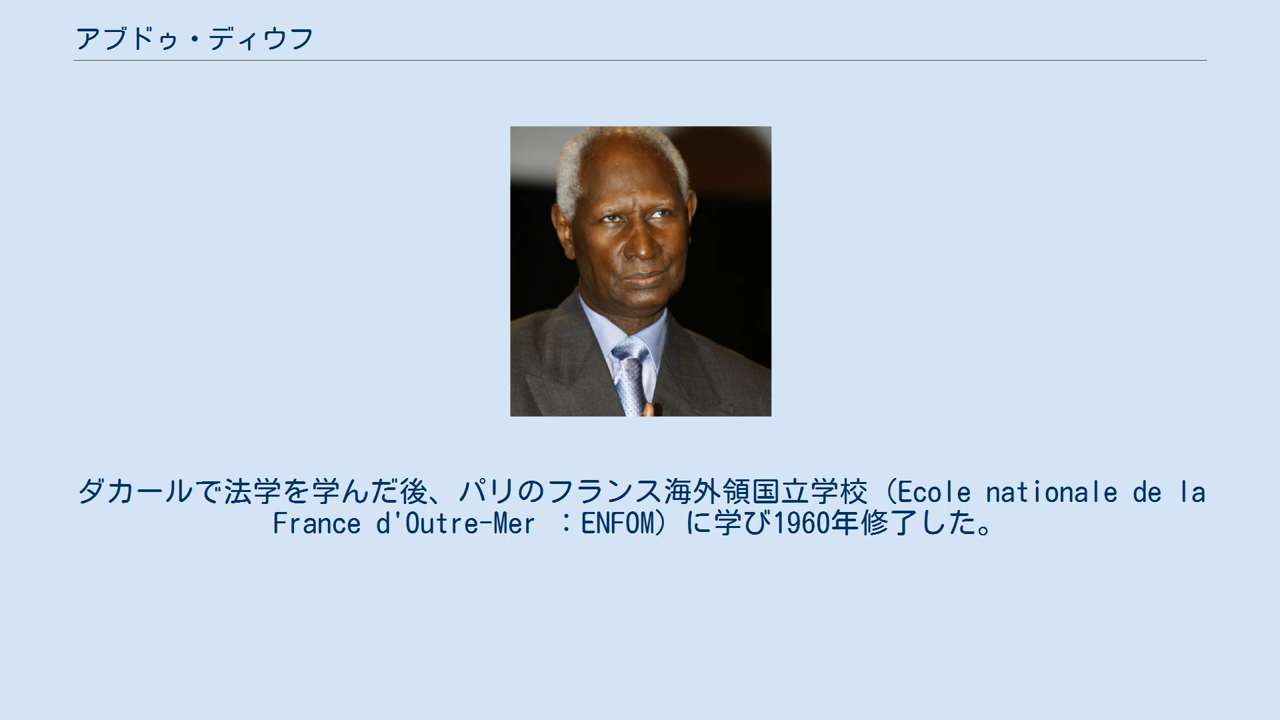 アブドゥ・ディウフ
ダカールで法学を学んだ後、パリのフランス海外領国立学校（Ecole nationale de la
France d'Outre-Mer ：ENFOM）に学び1960年修了した。